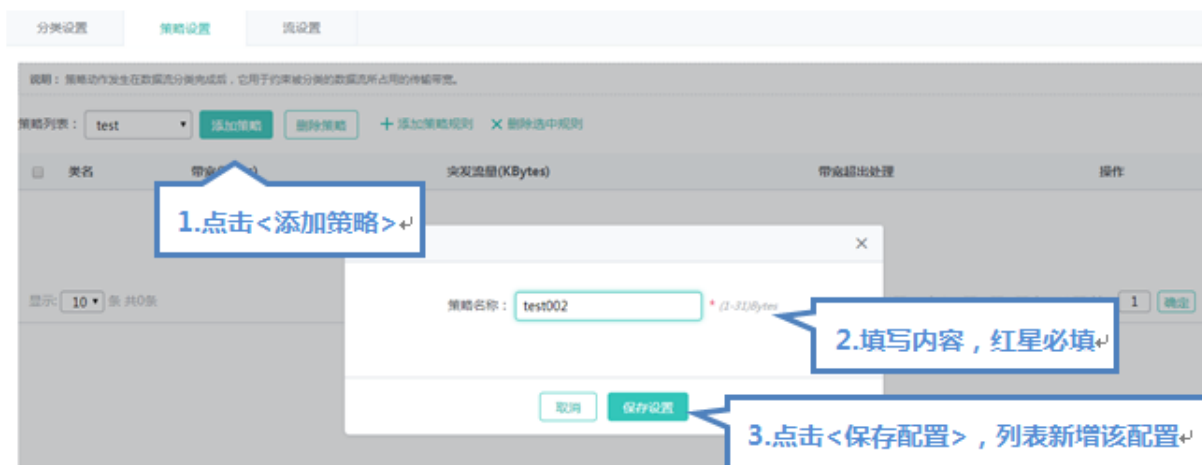 分类设置 策略设置 流设置
说明：策略动作发生在数据流分类完成后，它用于约束被分类的数据流所占用的传输带宽。
策略列表： test 添加策略 删除策略 添加策略规则 删除选中规则
类名 突发流量(KBytes) 带宽超出处理 操作
1.点击<添加策略>
策略名称： test002 * (1-31)Bytes
显示: 10 条 共0条 1 确定
2.填写内容，红星必填
取消 保存设置
3.点击<保存配置>，列表新增该配置